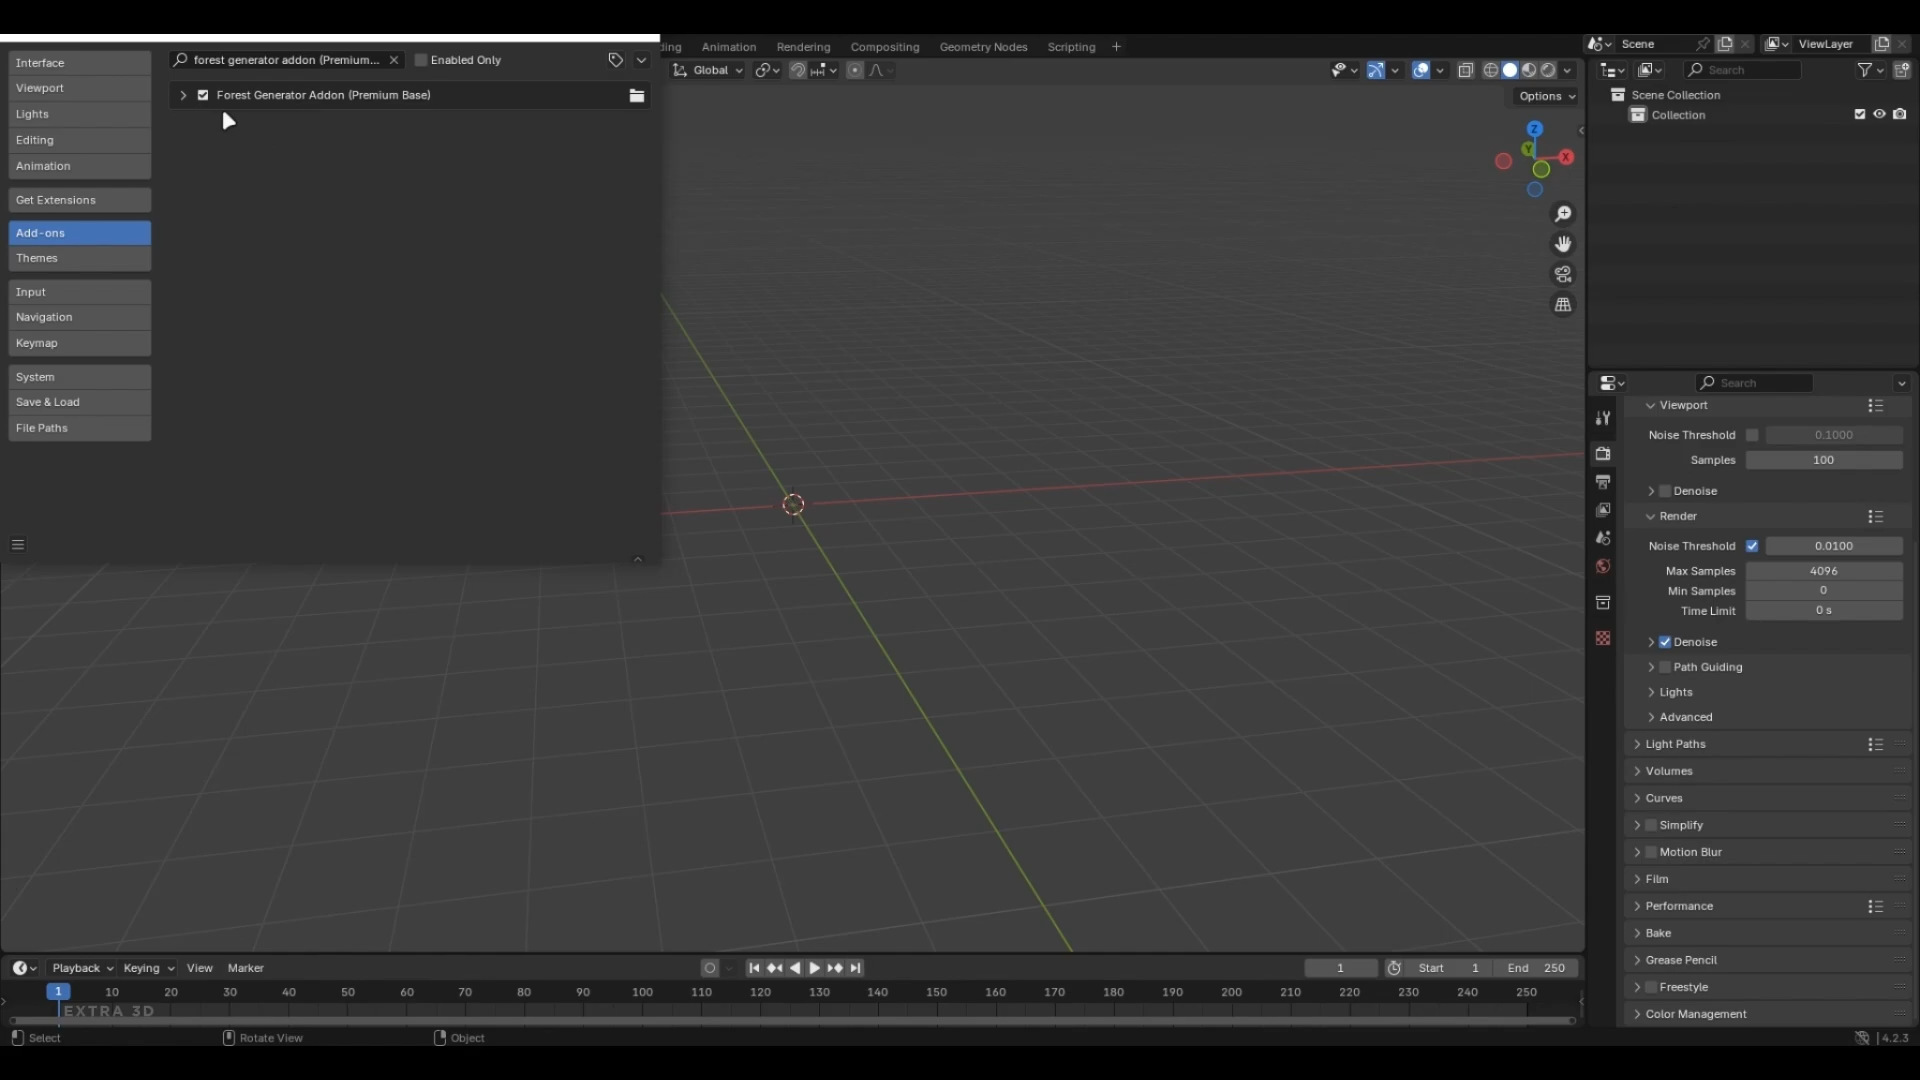 Interface
Viewport
Lights
Editing
Animation
Get Extensions
Add-ons
Themes
Input
Navigation
Keymap
System
Save & Load
File Paths
forest generator addon (Premium...
Enabled Only
Forest Generator Addon (Premium Base)
ding
Animation
Rendering
Compositing
Geometry Nodes
Scripting
Global
Options
Z
Y
X
Scene
ViewLayer
Search
Scene Collection
Collection
Search
Viewport
Noise Threshold 0.1000
Samples 100
Denoise
Render
Noise Threshold 0.0100
Max Samples 4096
Min Samples 0
Time Limit 0 s
Denoise
Path Guiding
Lights
Advanced
Light Paths
Volumes
Curves
Simplify
Motion Blur
Film
Performance
Bake
Grease Pencil
Freestyle
Color Management
Playback Keying View Marker
1 Start 1 End 250
1 10 20 30 40 50 60 70 80 90 100 110 120 130 140 150 160 170 180 190 200 210 220 230 240 250
EXTRA 3D
Select Rotate View Object
4.2.3